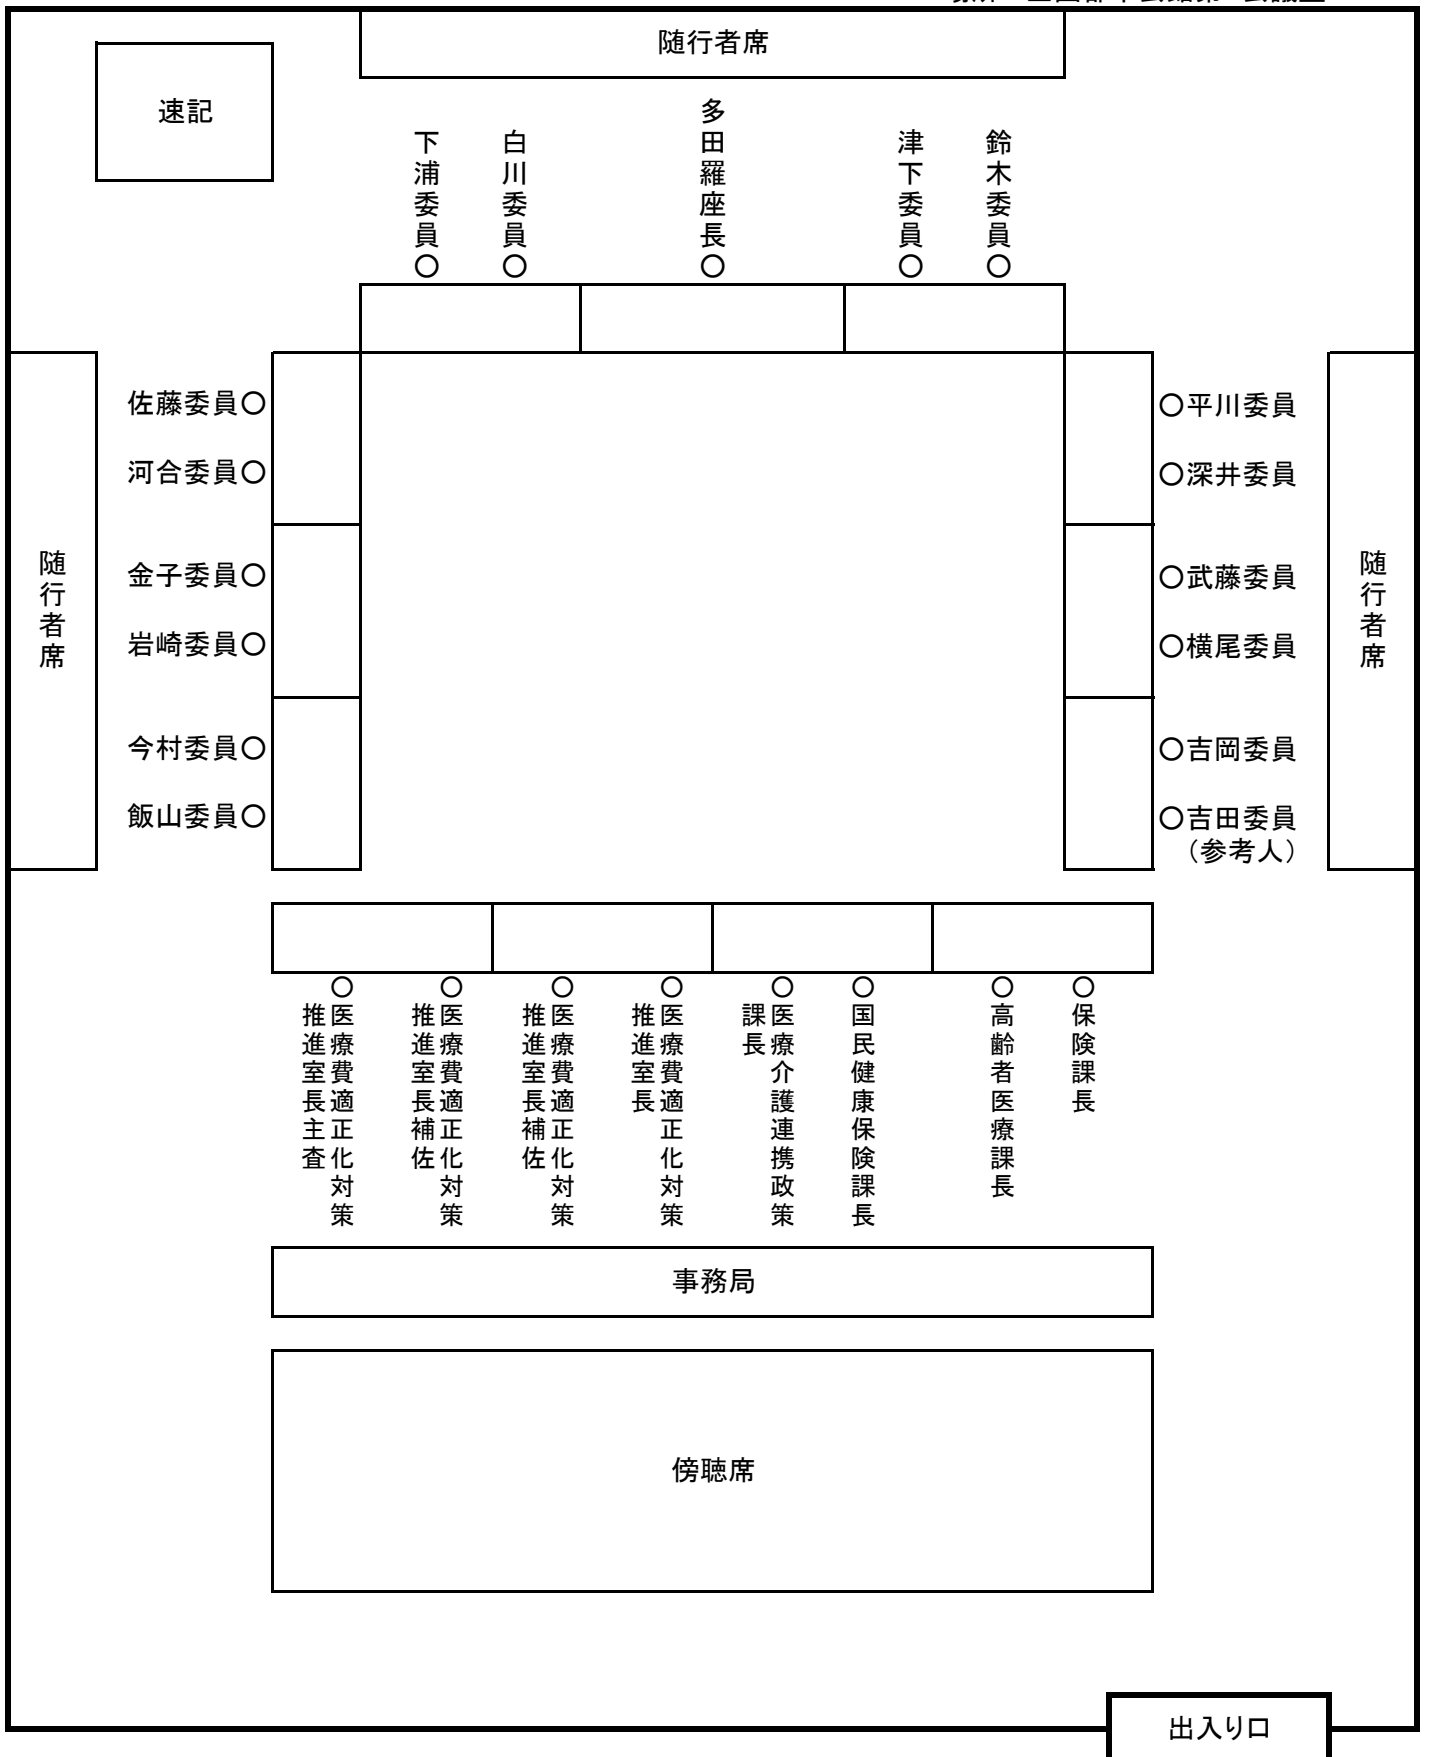 随行者席
速記
下浦委員○
白川委員○
多田羅座長○
津下委員○
鈴木委員○
佐藤委員○
河合委員○
金子委員○
岩崎委員○
今村委員○
飯山委員○
随行者席
○平川委員
○深井委員
○武藤委員
○横尾委員
○吉岡委員
○吉田委員
（参考人）
随行者席
○医療費適正化対策
推進室長主査
○医療費適正化対策
推進室長補佐
○医療費適正化対策
推進室長補佐
○医療費適正化対策
推進室長
○医療介護連携政策
課長
○国民健康保険課長
○高齢者医療課長
○保険課長
事務局
傍聴席
出入り口